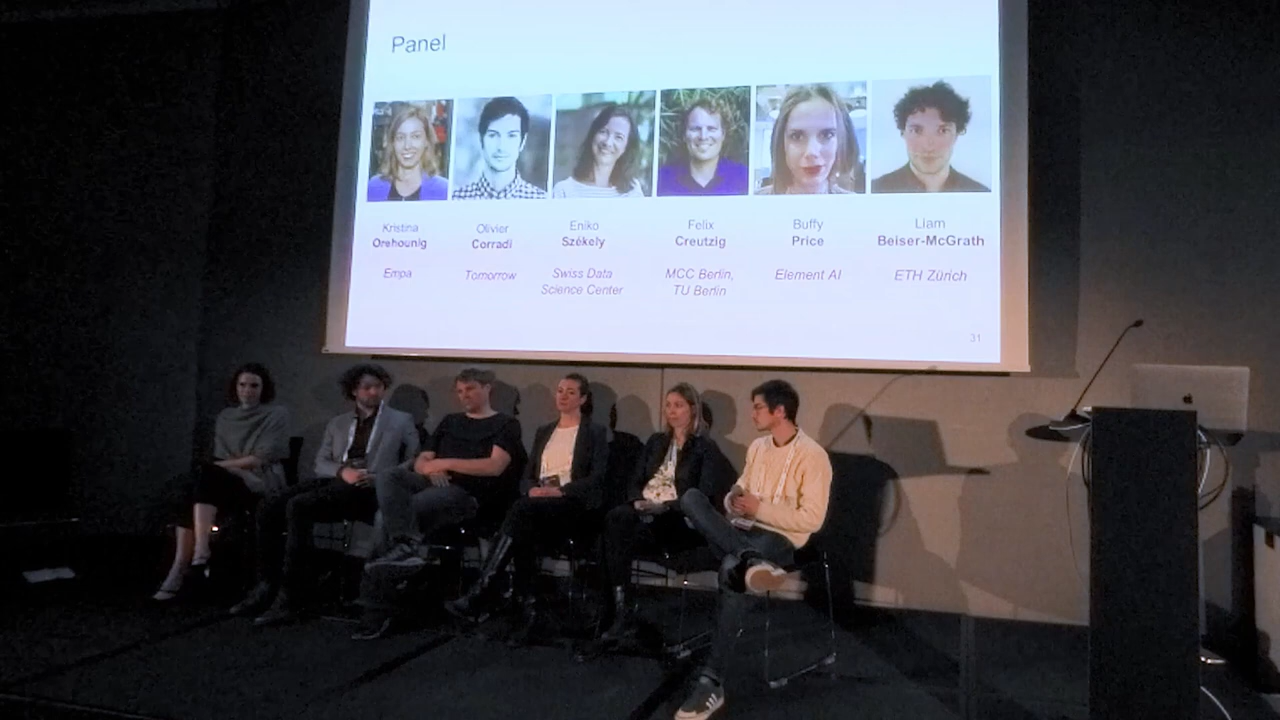 Panel
Kristina
Orehounig
Empa
Olivier
Corradi
Tomorrow
Eniko
Székely
Swiss Data
Science Center
Felix
Creutzig
MCC Berlin,
TU Berlin
Buffy
Price
Element AI
Liam
Beiser-McGrath
ETH Zürich
31